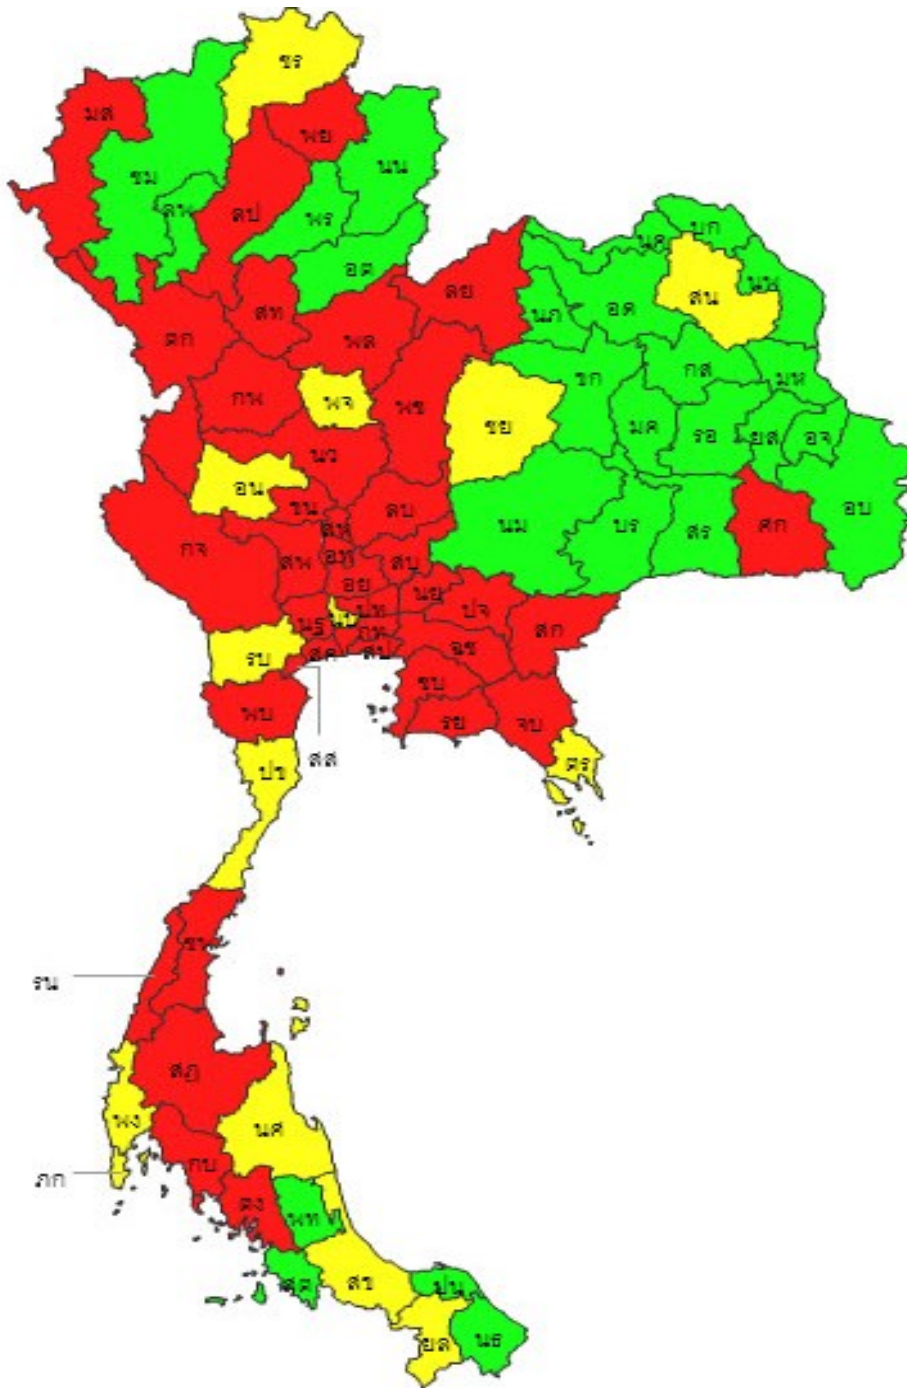 ชร
มส
พย
นน
ชม
ลพ
ลป
พร
บก
นค
อต
นพ
สน
ลย
สท
นภ
อด
ตก
พล
กส
มห
ขก
กพ
พจ
พช
ชย
มค
รอ
ยส
อจ
นว
อน
ชน
ลบ
นม
บร
สร
ศก
อบ
สห
กจ
สพ
อท
สบ
อย
นย
ปท
ปจ
นบ
นฐ
กท
สก
รบ
สค
สป
ฉช
ชบ
พบ
รย
จบ
สส
ปข
ตร
ชพ
รน
สฎ
พง
นศ
กบ
ภก
ตง
พท
สต
สข
ปน
ยล
นธ